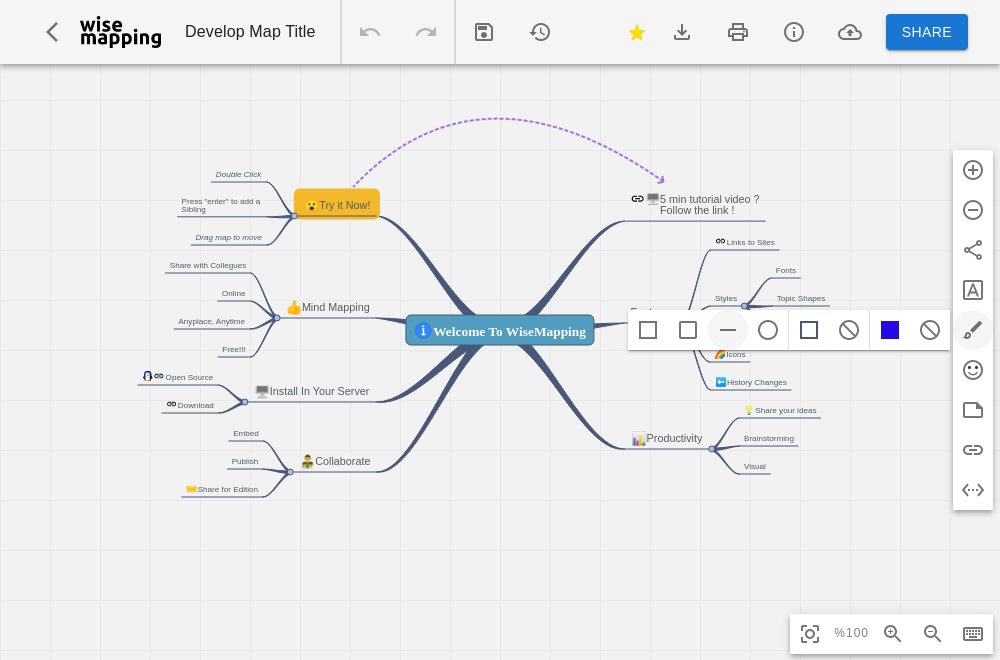 wise
mapping
Develop Map Title
SHARE
Double Click
Press "enter" to add a
Sibling
Drag map to move
Try it Now!
Share with Collegues
Online
Anyplace, Anytime
Free!!!
Mind Mapping
Open Source
Download
Install In Your Server
Embed
Publish
Share for Edition
Collaborate
Welcome To WiseMapping
5 min tutorial video ?
Follow the link !
Links to Sites
Fonts
Styles
Topic Shapes
Icons
History Changes
Share your ideas
Productivity
Brainstorming
Visual
%100